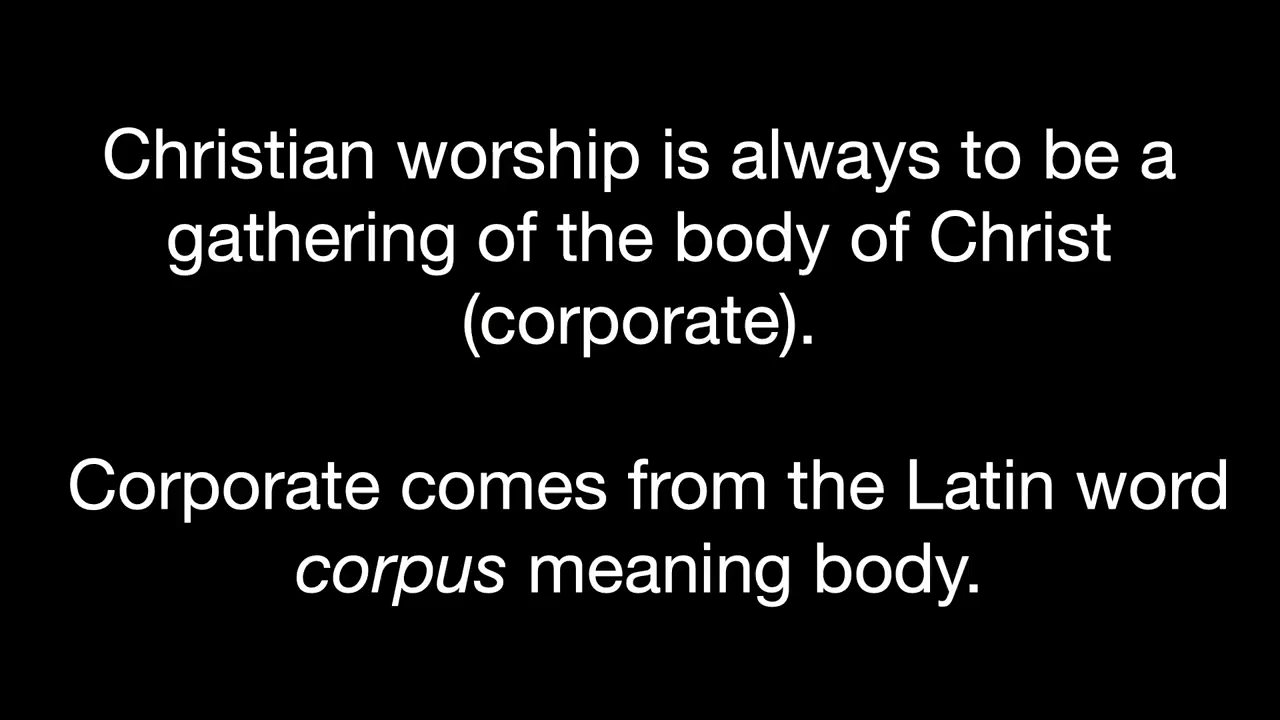 Christian worship is always to be a
gathering of the body of Christ
(corporate).
Corporate comes from the Latin word
corpus meaning body.